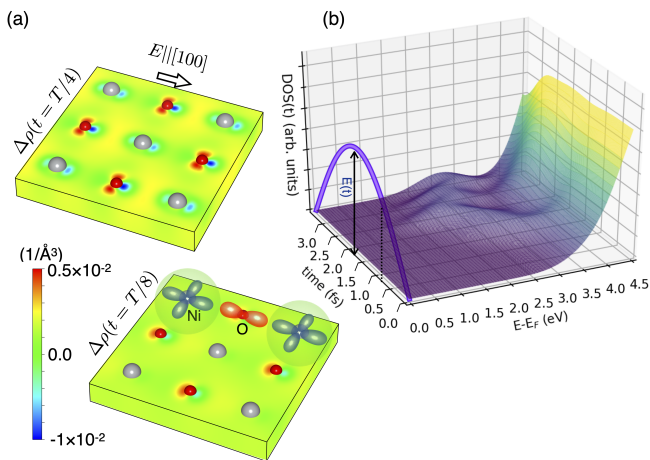 (a)
E||[100]
Δρ(t = T/4)
(1/Å³)
0.5×10⁻²
0.0
-1×10⁻²
Δρ(t = T/8)
Ni
O
(b)
DOS(t) (arb. units)
E(t)
3.0
2.5
2.0
1.5
1.0
0.5
0.0
time (fs)
0.0 0.5 1.0 1.5 2.0 2.5 3.0 3.5 4.0 4.5
E-E_F (eV)